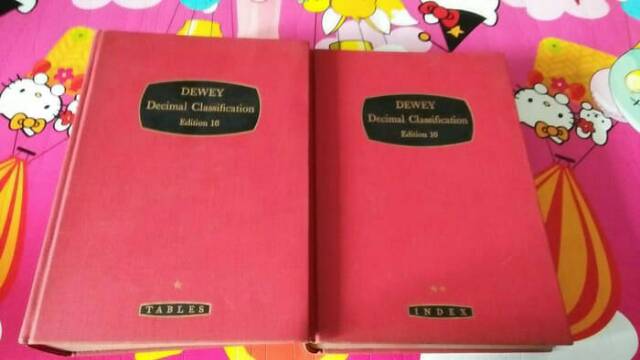 DEWEY
Decimal Classification
Edition 16
TABLES
DEWEY
Decimal Classification
Edition 16
INDEX